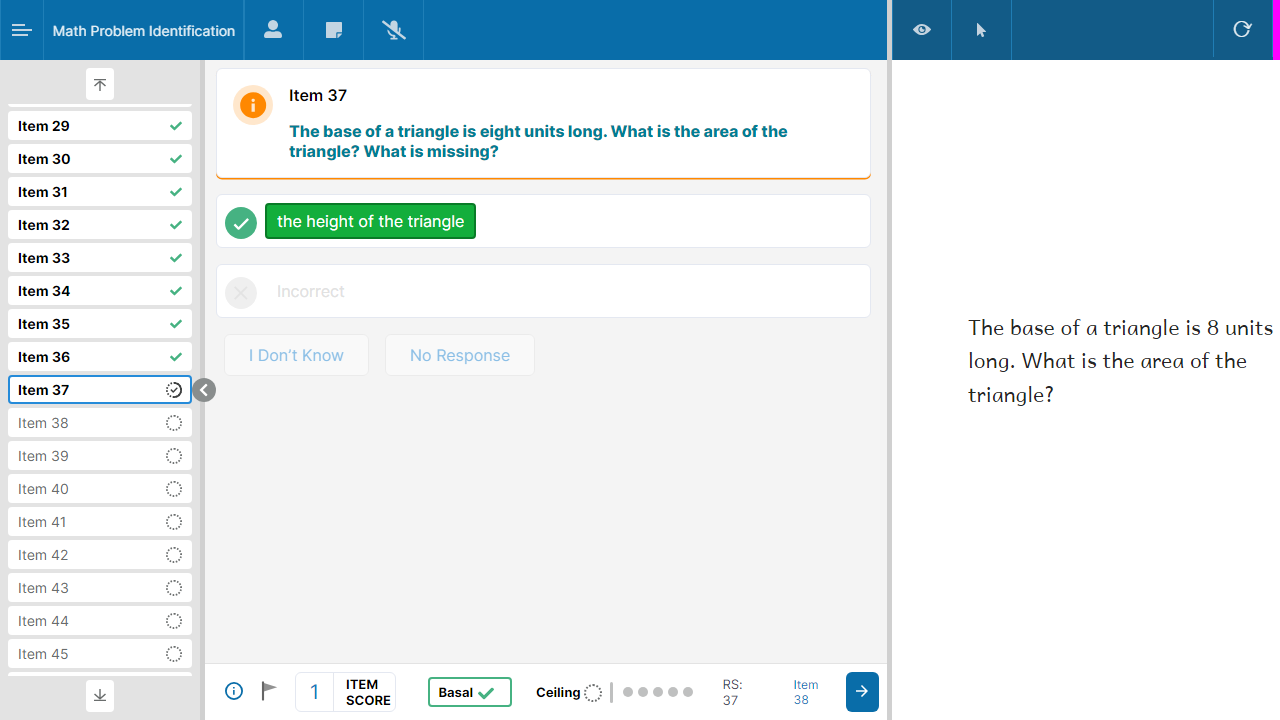 Math Problem Identification
Item 29
Item 30
Item 31
Item 32
Item 33
Item 34
Item 35
Item 36
Item 37
Item 38
Item 39
Item 40
Item 41
Item 42
Item 43
Item 44
Item 45
Item 37
The base of a triangle is eight units long. What is the area of the
triangle? What is missing?
the height of the triangle
Incorrect
I Don't Know
No Response
1
ITEM
SCORE
Basal
Ceiling
RS:
37
Item
38
The base of a triangle is 8 units
long. What is the area of the
triangle?